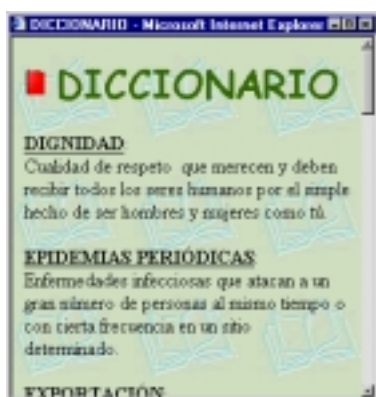 DICCIONARIO - Microsoft Internet Explorer
DICCIONARIO
DIGNIDAD
Cualidad de respeto que merecen y deben
recibir todos los seres humanos por el simple
hecho de ser hombres y mujeres como tú.
EPIDEMIAS PERIÓDICAS
Enfermedades infecciosas que atacan a un
gran número de personas al mismo tiempo o
con cierta frecuencia en un sitio
determinado.
EXPORTACIÓN